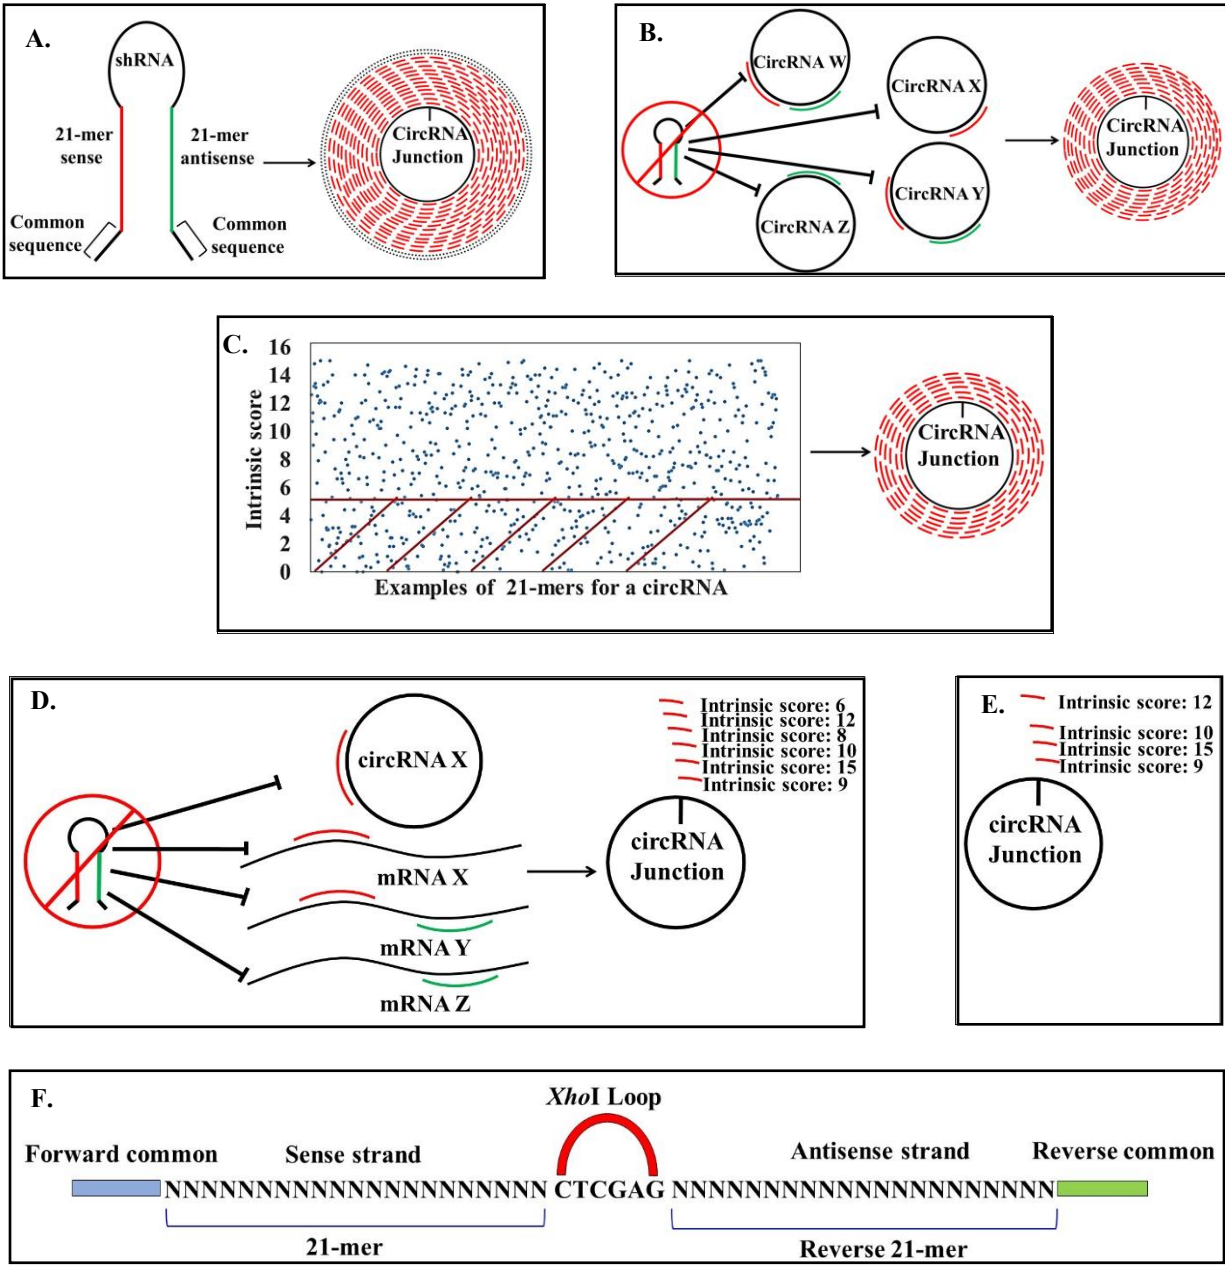 A.
shRNA
21-mer
sense
21-mer
antisense
Common
sequence
Common
sequence
CircRNA
Junction
B.
CircRNA W
CircRNA X
CircRNA Y
CircRNA Z
CircRNA
Junction
C.
Intrinsic score
16
14
12
10
8
6
4
2
0
Examples of 21-mers for a circRNA
CircRNA
Junction
D.
circRNA X
mRNA X
mRNA Y
mRNA Z
Intrinsic score: 6
Intrinsic score: 12
Intrinsic score: 8
Intrinsic score: 10
Intrinsic score: 15
Intrinsic score: 9
circRNA
Junction
E.
Intrinsic score: 12
Intrinsic score: 10
Intrinsic score: 15
Intrinsic score: 9
circRNA
Junction
F.
XhoI Loop
Forward common
Sense strand
Antisense strand
Reverse common
NNNNNNNNNNNNNNNNNNNNN CTCGAG NNNNNNNNNNNNNNNNNNNNN
21-mer
Reverse 21-mer